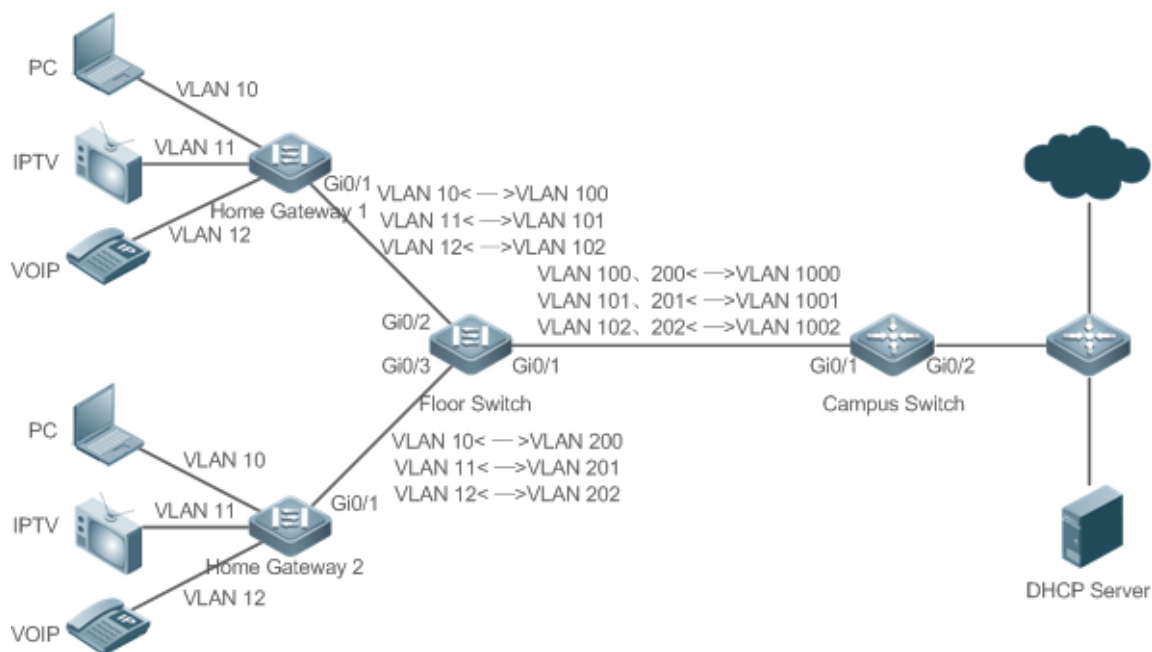 PC
VLAN 10
IPTV
VLAN 11
Gi0/1
Home Gateway 1
VLAN 12
VOIP
VLAN 10< — >VLAN 100
VLAN 11< —>VLAN 101
VLAN 12< —>VLAN 102
VLAN 100、200< —>VLAN 1000
VLAN 101、201< —>VLAN 1001
VLAN 102、202< —>VLAN 1002
Gi0/2
Gi0/3
Gi0/1
Floor Switch
Gi0/1
Gi0/2
Campus Switch
PC
VLAN 10
VLAN 10< — >VLAN 200
VLAN 11< —>VLAN 201
VLAN 12< —>VLAN 202
IPTV
VLAN 11
Gi0/1
Home Gateway 2
VLAN 12
VOIP
IP
IP
DHCP Server